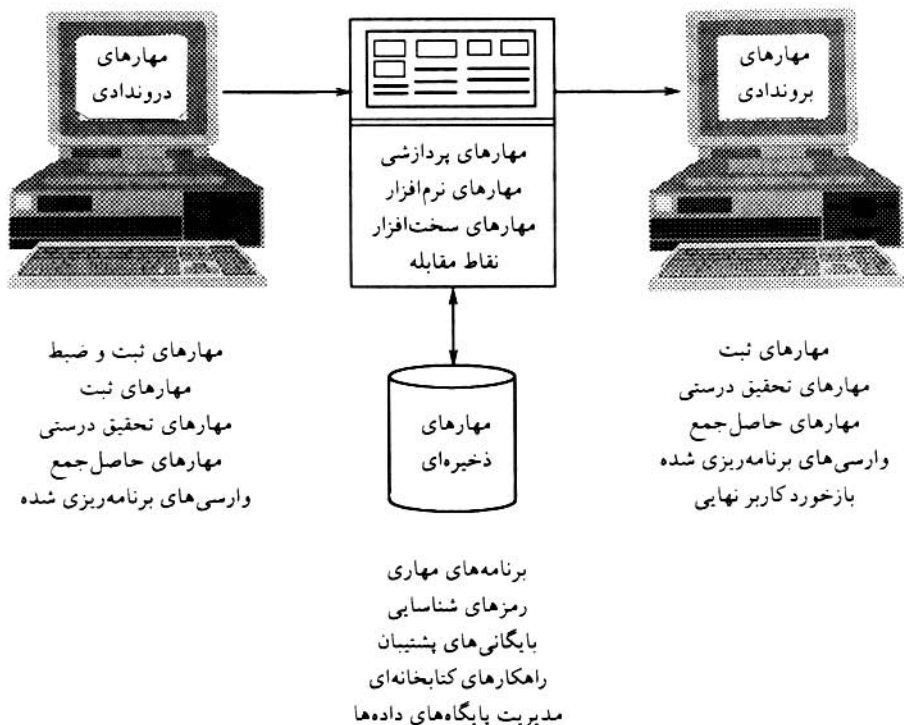 مهارهای
دروندادی
مهارهای پردازشی
مهارهای نرم‌افزار
مهارهای سخت‌افزار
نقاط مقابله
مهارهای
بروندادی
مهارهای ثبت و ضبط
مهارهای ثبت
مهارهای تحقیق درستی
مهارهای حاصل‌جمع
وارسی‌های برنامه‌ریزی شده
مهارهای
ذخیره‌ای
مهارهای ثبت
مهارهای تحقیق درستی
مهارهای حاصل‌جمع
وارسی‌های برنامه‌ریزی شده
بازخورد کاربر نهایی
برنامه‌های مهاری
رمزهای شناسایی
بایگانی‌های پشتیبان
راهکارهای کتابخانه‌ای
مدیریت پایگاه‌های داده‌ها